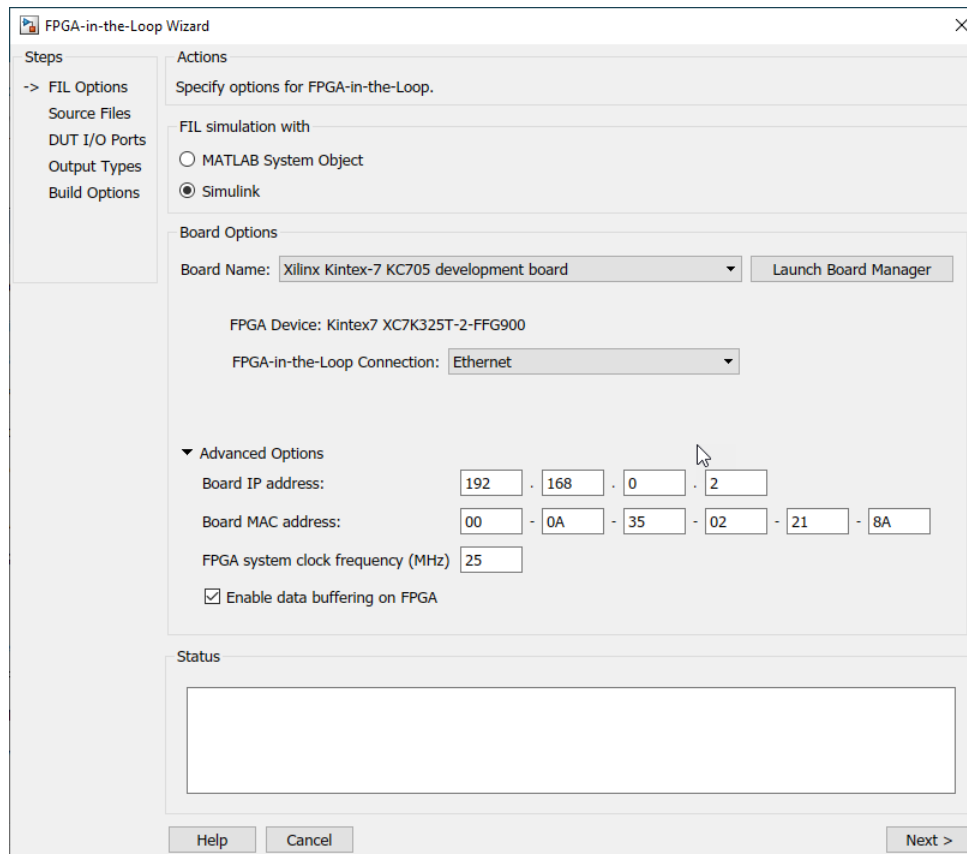 FPGA-in-the-Loop Wizard
Steps
-> FIL Options
Source Files
DUT I/O Ports
Output Types
Build Options
Actions
Specify options for FPGA-in-the-Loop.
FIL simulation with
MATLAB System Object
Simulink
Board Options
Board Name: Xilinx Kintex-7 KC705 development board Launch Board Manager
FPGA Device: Kintex7 XC7K325T-2-FFG900
FPGA-in-the-Loop Connection: Ethernet
Advanced Options
Board IP address: 192 . 168 . 0 . 2
Board MAC address: 00 - 0A - 35 - 02 - 21 - 8A
FPGA system clock frequency (MHz) 25
Enable data buffering on FPGA
Status
Help Cancel Next >